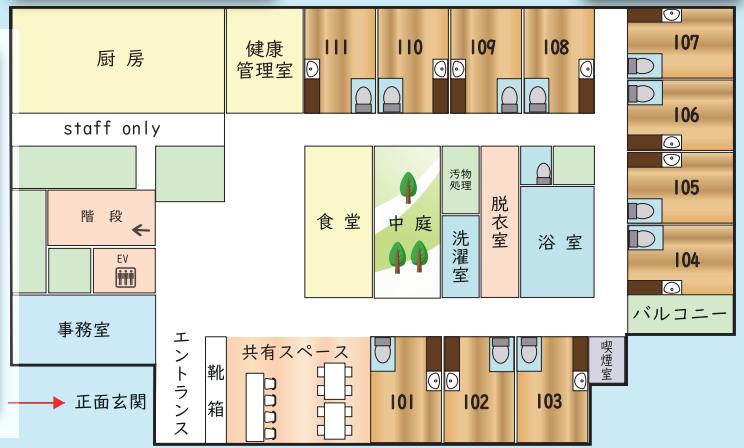 厨房
健康
管理室
111
110
109
108
107
106
105
104
staff only
階段
EV
事務室
食堂
中庭
汚物
処理
洗濯室
脱衣室
浴室
バルコニー
エントランス
靴箱
共有スペース
101
102
103
喫煙室
正面玄関